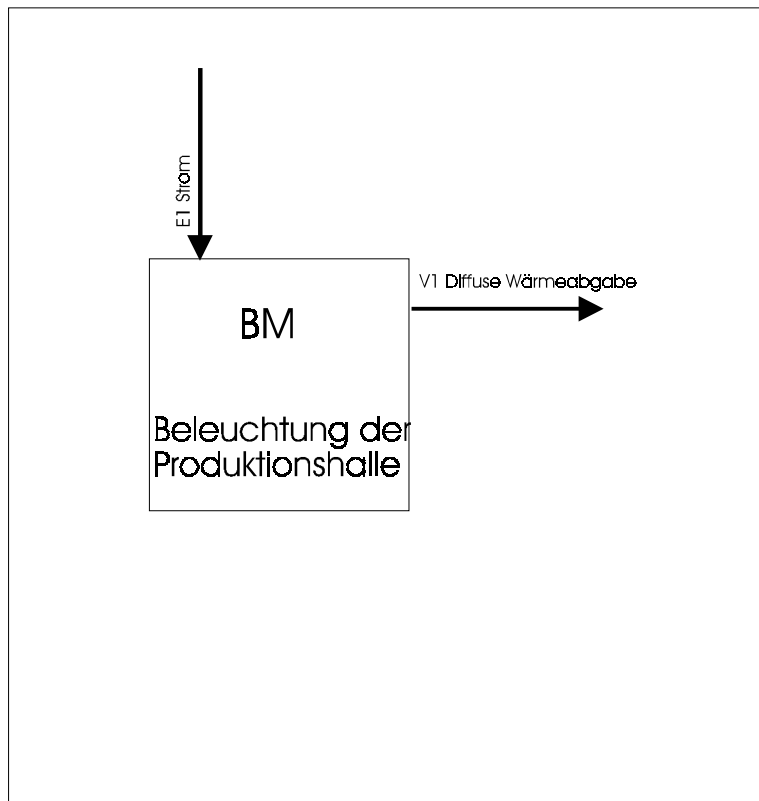 E1 Strom
V1 Diffuse Wärmeabgabe
BM
Beleuchtung der
Produktionshalle